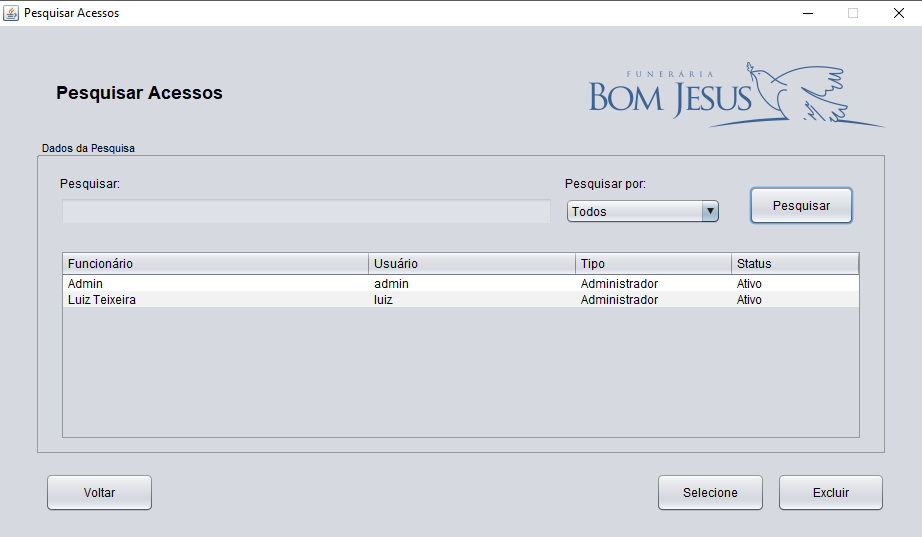 Pesquisar Acessos
FUNERÁRIA
BOM JESUS
Pesquisar Acessos
Dados da Pesquisa
Pesquisar:
Pesquisar por:
Todos
Pesquisar
Funcionário Usuário Tipo Status
Admin admin Administrador Ativo
Luiz Teixeira luiz Administrador Ativo
Voltar
Selecione
Excluir